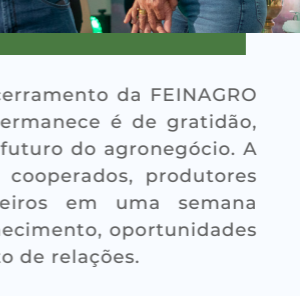 cerramento da FEINAGRO
ermanece é de gratidão,
futuro do agronegócio. A
cooperados, produtores
eiros em uma semana
ecimento, oportunidades
o de relações.